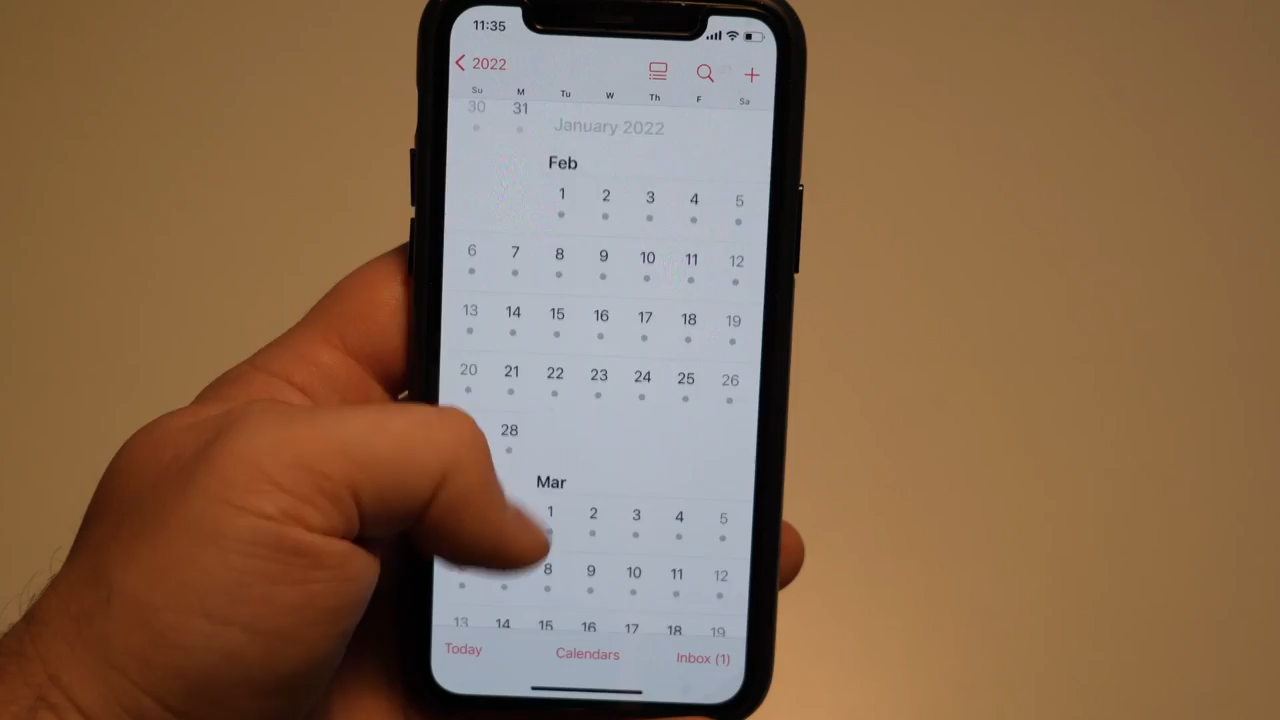 11:35
2022
Su M Tu W Th F Sa
30 31 January 2022
Feb
1 2 3 4 5
6 7 8 9 10 11 12
13 14 15 16 17 18 19
20 21 22 23 24 25 26
28
Mar
1 2 3 4 5
8 9 10 11 12
13 14 15 16 17 18 19
Today Calendars Inbox (1)